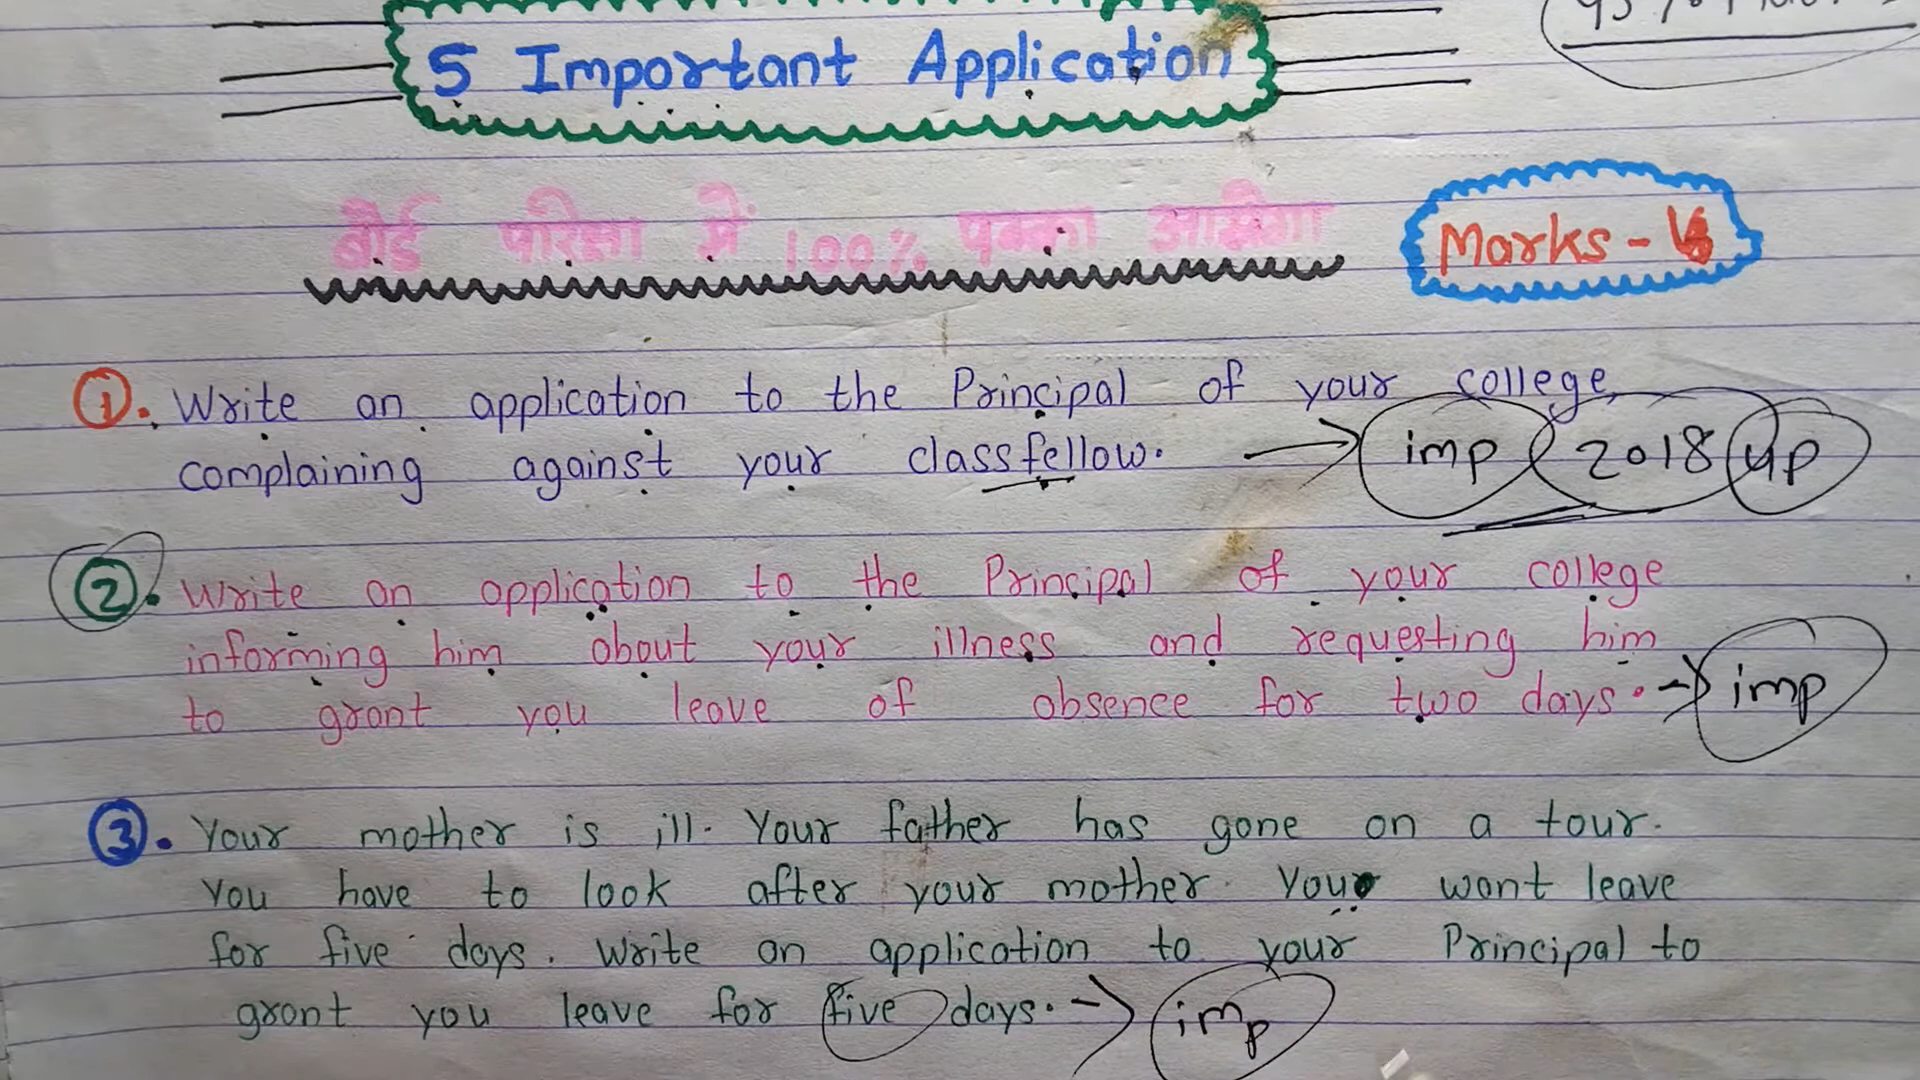 5 Important Application
बोर्ड परिक्षा में 100% पक्का आयेगा
Marks -
1. Write an application to the Principal of your college,
complaining against your classfellow. → imp 2018 up
2. Write an application to the Principal of your college
informing him about your illness and requesting him
to grant you leave of absence for two days. → imp
3. Your mother is ill. Your father has gone on a tour.
You have to look after your mother. You want leave
for five days. Write an application to your Principal to
grant you leave for five days. → imp